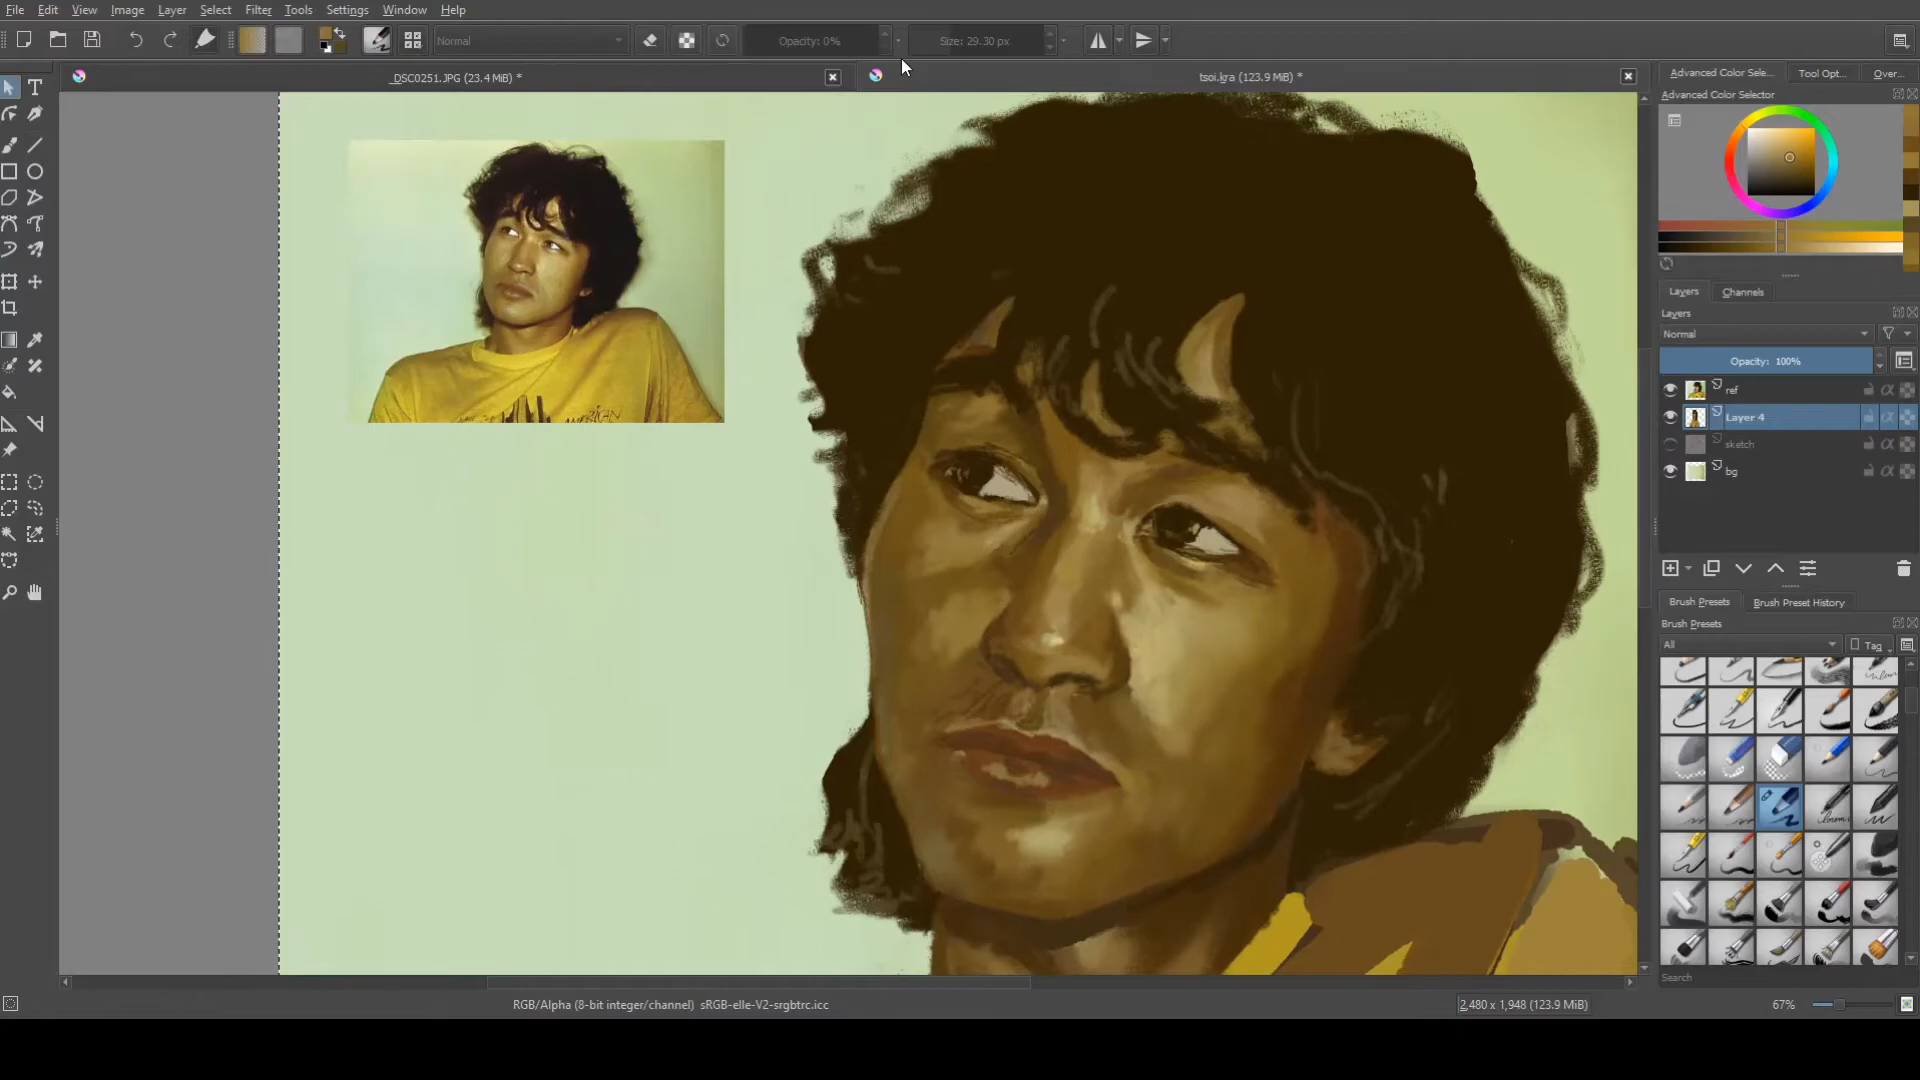 File Edit View Image Layer Select Filter Tools Settings Window Help
Normal Opacity: 0% Size: 29.30 px
_DSC0251.JPG (23.4 MiB) * tsoi.kra (123.9 MiB) *
Advanced Color Sele... Tool Opt... Over...
Advanced Color Selector
AMERICAN
Layers Channels
Layers
Normal
Opacity: 100%
ref
Layer 4
sketch
bg
Brush Presets Brush Preset History
Brush Presets
All Tag
Search
RGB/Alpha (8-bit integer/channel) sRGB-elle-V2-srgbtrc.icc 2,480 x 1,948 (123.9 MiB) 67%